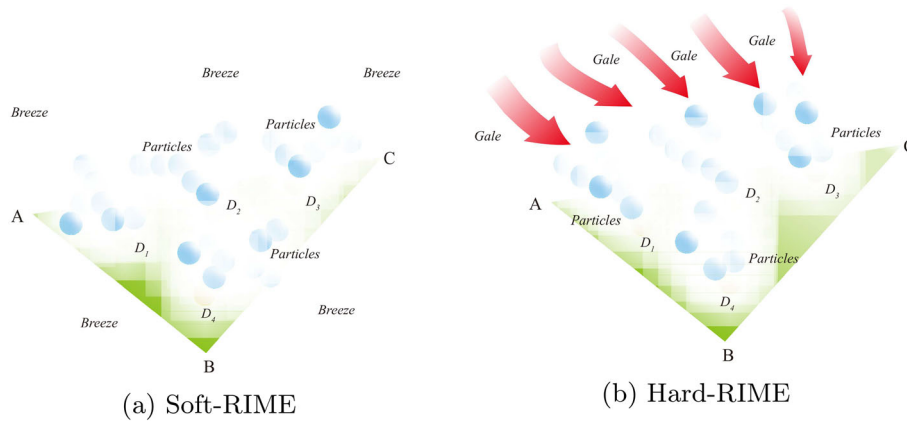 Breeze
Breeze
Breeze
Particles
Particles
C
A
D2
D3
D1
Particles
Breeze
D4
Breeze
B
(a) Soft-RIME
Gale
Gale
Gale
Gale
Gale
Particles
C
A
D2
D3
Particles
D1
Particles
D4
B
(b) Hard-RIME